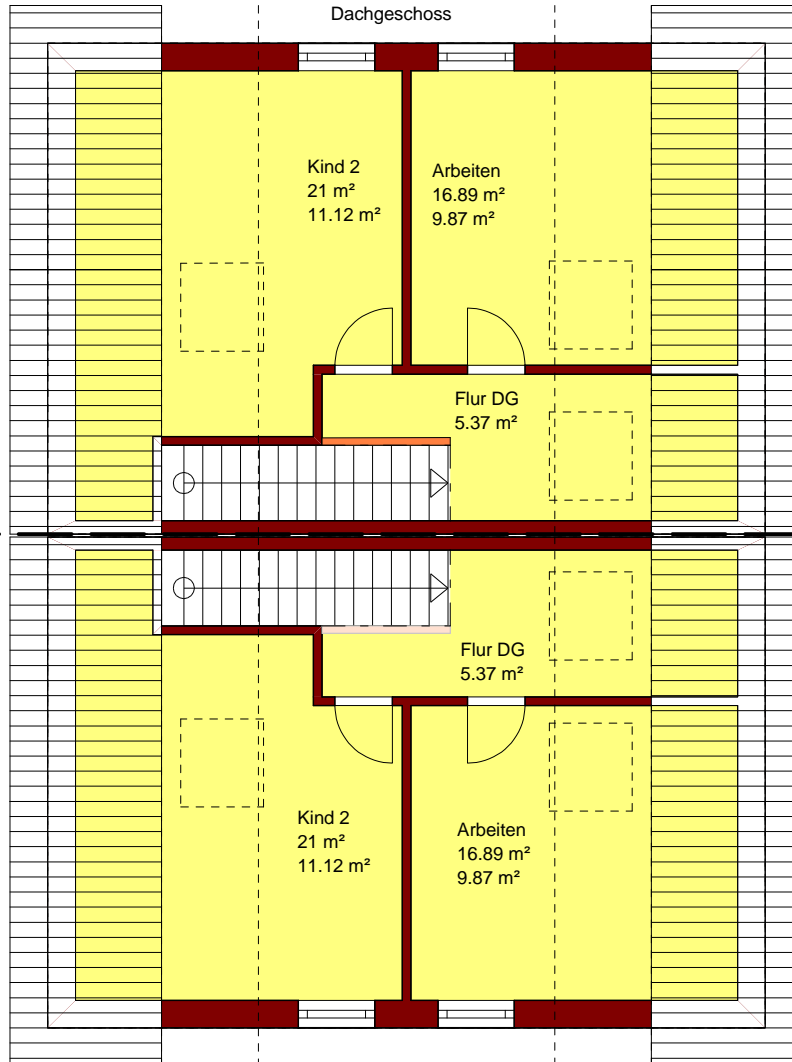 Dachgeschoss
Kind 2
21 m²
11.12 m²
Arbeiten
16.89 m²
9.87 m²
Flur DG
5.37 m²
Flur DG
5.37 m²
Kind 2
21 m²
11.12 m²
Arbeiten
16.89 m²
9.87 m²